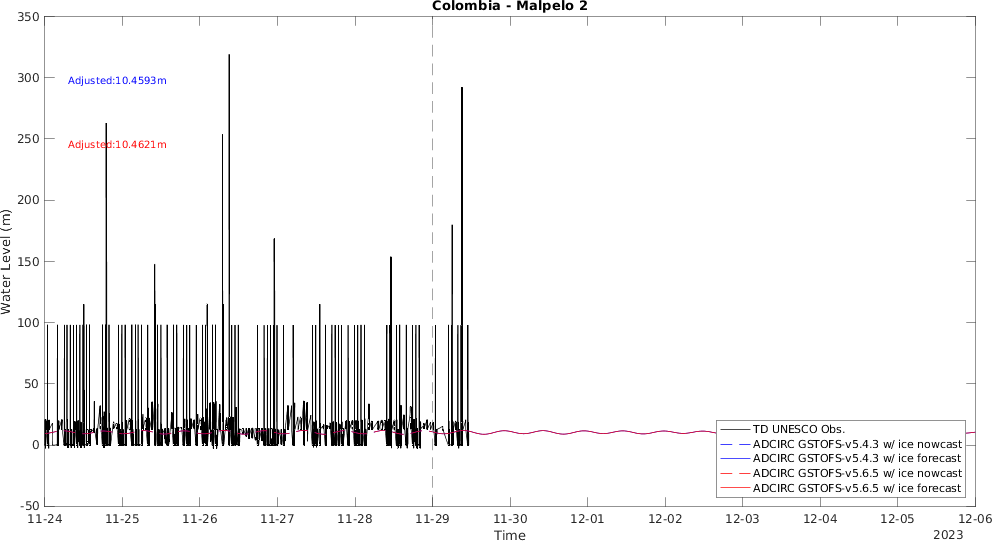 Colombia - Malpelo 2
350
300
250
200
150
100
50
0
-50
Water Level (m)
Adjusted:10.4593m
Adjusted:10.4621m
TD UNESCO Obs.
ADCIRC GSTOFS-v5.4.3 w/ ice nowcast
ADCIRC GSTOFS-v5.4.3 w/ ice forecast
ADCIRC GSTOFS-v5.6.5 w/ ice nowcast
ADCIRC GSTOFS-v5.6.5 w/ ice forecast
11-24 11-25 11-26 11-27 11-28 11-29 11-30 12-01 12-02 12-03 12-04 12-05 12-06
Time
2023